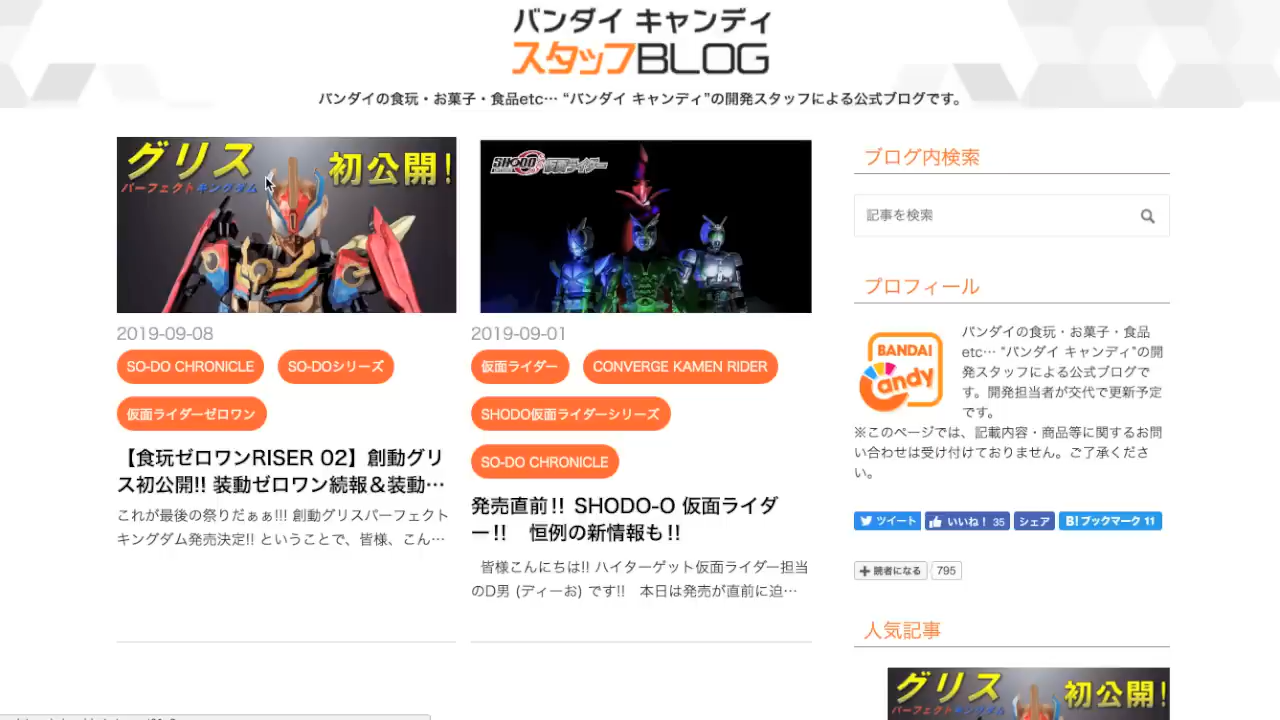 バンダイ キャンディ
スタッフBLOG
バンダイの食玩・お菓子・食品etc… “バンダイ キャンディ”の開発スタッフによる公式ブログです。
グリス
パーフェクトキングダム
初公開!
2019-09-08
SO-DO CHRONICLE
SO-DOシリーズ
仮面ライダーゼロワン
【食玩ゼロワンRISER 02】創動グリ
ス初公開!! 装動ゼロワン続報＆装動…
これが最後の祭りだぁぁ!!! 創動グリスパーフェクト
キングダム発売決定!! ということで、皆様、こん…
SHODO 仮面ライダー
2019-09-01
仮面ライダー
CONVERGE KAMEN RIDER
SHODO仮面ライダーシリーズ
SO-DO CHRONICLE
発売直前!! SHODO-O 仮面ライダ
ー!!　恒例の新情報も!!
皆様こんにちは!! ハイターゲット仮面ライダー担当
のD男 (ディーお) です!!　本日は発売が直前に迫…
ブログ内検索
記事を検索
プロフィール
BANDAI
Candy
バンダイの食玩・お菓子・食品
etc… “バンダイ キャンディ”の開
発スタッフによる公式ブログで
す。開発担当者が交代で更新予定
です。
※このページでは、記載内容・商品等に関するお問
い合わせは受け付けておりません。ご了承くださ
い。
ツイート
いいね！ 35
シェア
B!ブックマーク 11
読者になる
795
人気記事
グリス
パーフェクトキングダム
初公開!